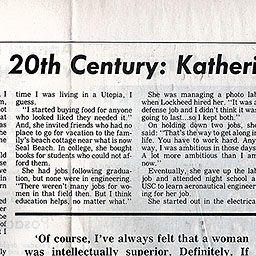 20th Century: Katheri
time I was living in a Utopia, I
guess.
"I started buying food for anyone
who looked liked they needed it."
And, she invited friends who had no
place to go for vacation to the fam-
ily's beach cottage near what is now
Seal Beach. In college, she bought
books for students who could not af-
ford them.
She had jobs following gradua-
tion, but none were in engineering.
"There weren't many jobs for wo-
men in that field then. But I think
education helps, no matter what."
She was managing a photo lab
when Lockheed hired her. "It was a
defense job and I didn't think it was
going to last...so I kept both."
On holding down two jobs, she
said: "That's the way to get along in
life. You have to work hard. Any
way, I was ambitious in those days
A lot more ambitious than I am
now."
Eventually, she gave up the lab
job and attended night school a
USC to learn aeronautical engineer
ing for her job.
She started out in the electrica
'Of course, I've always felt that a woman
was intellectually superior. Definitely. If